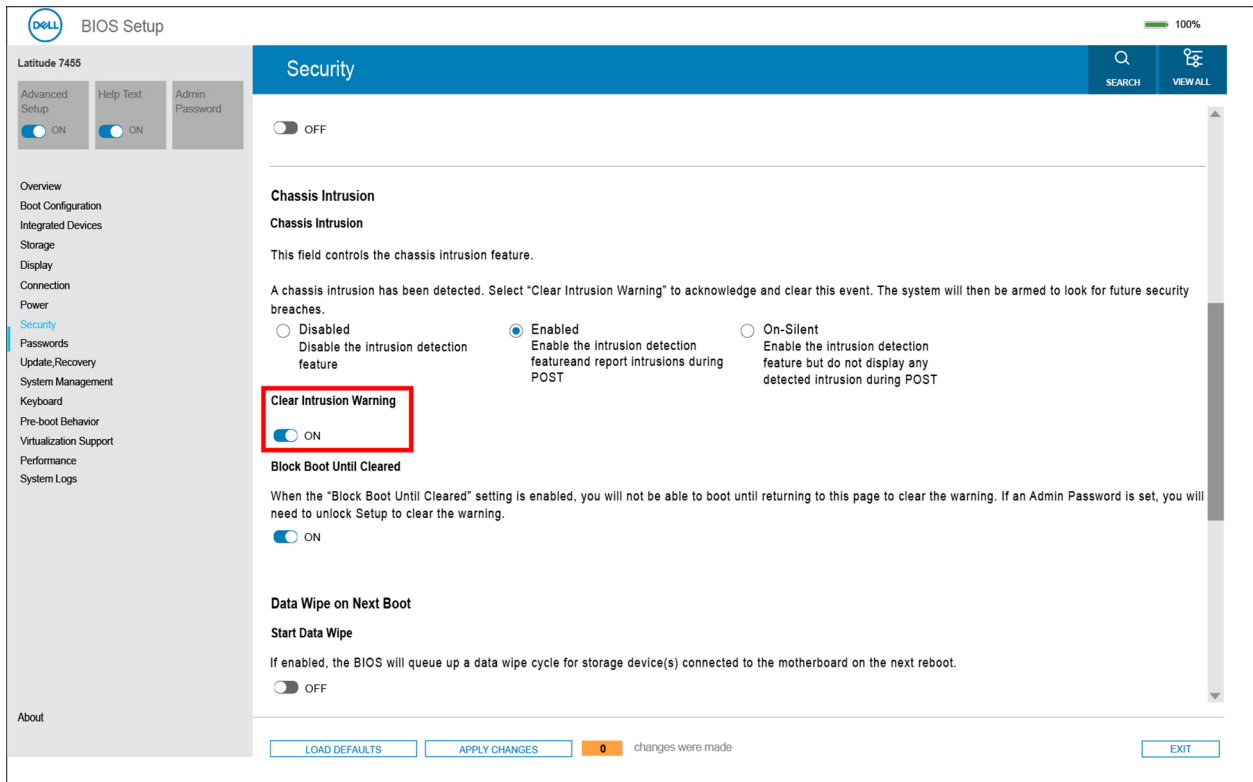 DELL
BIOS Setup
100%
Latitude 7455
Advanced Setup
ON
Help Text
ON
Admin Password
Security
SEARCH
VIEW ALL
Overview
Boot Configuration
Integrated Devices
Storage
Display
Connection
Power
Security
Passwords
Update,Recovery
System Management
Keyboard
Pre-boot Behavior
Virtualization Support
Performance
System Logs
About
OFF
Chassis Intrusion
Chassis Intrusion
This field controls the chassis intrusion feature.
A chassis intrusion has been detected. Select “Clear Intrusion Warning” to acknowledge and clear this event. The system will then be armed to look for future security
breaches.
Disabled
Disable the intrusion detection
feature
Enabled
Enable the intrusion detection
featureand report intrusions during
POST
On-Silent
Enable the intrusion detection
feature but do not display any
detected intrusion during POST
Clear Intrusion Warning
ON
Block Boot Until Cleared
When the “Block Boot Until Cleared” setting is enabled, you will not be able to boot until returning to this page to clear the warning. If an Admin Password is set, you will
need to unlock Setup to clear the warning.
ON
Data Wipe on Next Boot
Start Data Wipe
If enabled, the BIOS will queue up a data wipe cycle for storage device(s) connected to the motherboard on the next reboot.
OFF
LOAD DEFAULTS
APPLY CHANGES
0 changes were made
EXIT